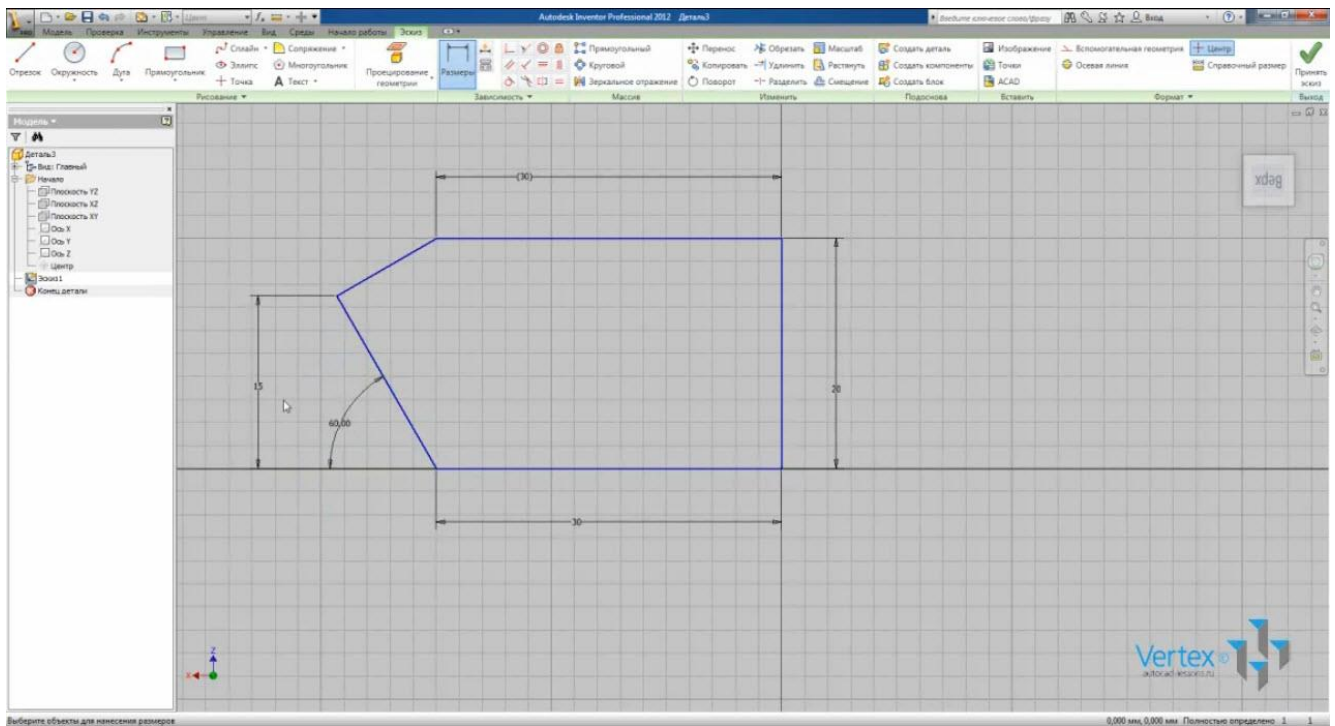 Autodesk Inventor Professional 2012 Деталь3
Вход
Модель Проверка Инструменты Управление Вид Среды Начало работы Эскиз
Отрезок Окружность Дуга Прямоугольник
Сплайн Сопряжение
Эллипс Многоугольник
Точка Текст
Проецирование геометрии
Размеры
Прямоугольный
Круговой
Зеркальное отражение
Перенос Обрезать Масштаб
Копировать Удлинить Растянуть
Поворот Разделить Смещение
Создать деталь
Создать компоненты
Создать блок
Изображение
Точки
ACAD
Вспомогательная геометрия Центр
Осевая линия Справочный размер
Принять эскиз
Рисование Зависимость Массив Изменить Подоснова Вставить Формат Выход
Модель
Деталь3
Вид: Главный
Начало
Плоскость YZ
Плоскость XZ
Плоскость XY
Ось X
Ось Y
Ось Z
Центр
Эскиз1
Конец детали
(30)
верх
15
60,00
20
30
Z
X
Vertex ©
autocad-lessons.ru
Выберите объекты для нанесения размеров
0,000 мм, 0,000 мм Полностью определено 1 1